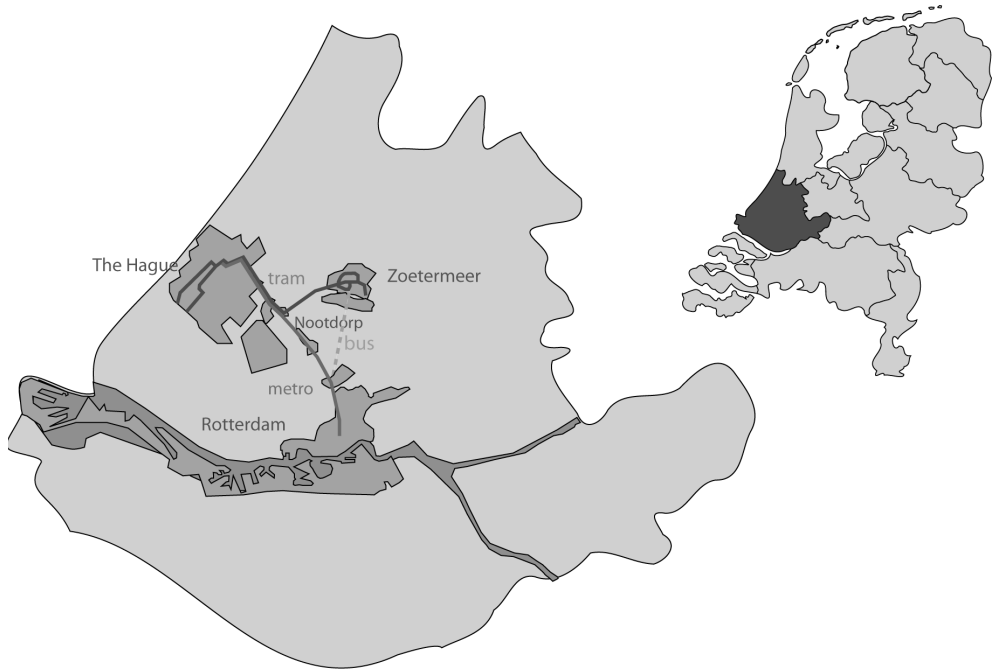 The Hague
tram
Zoetermeer
Nootdorp
bus
metro
Rotterdam